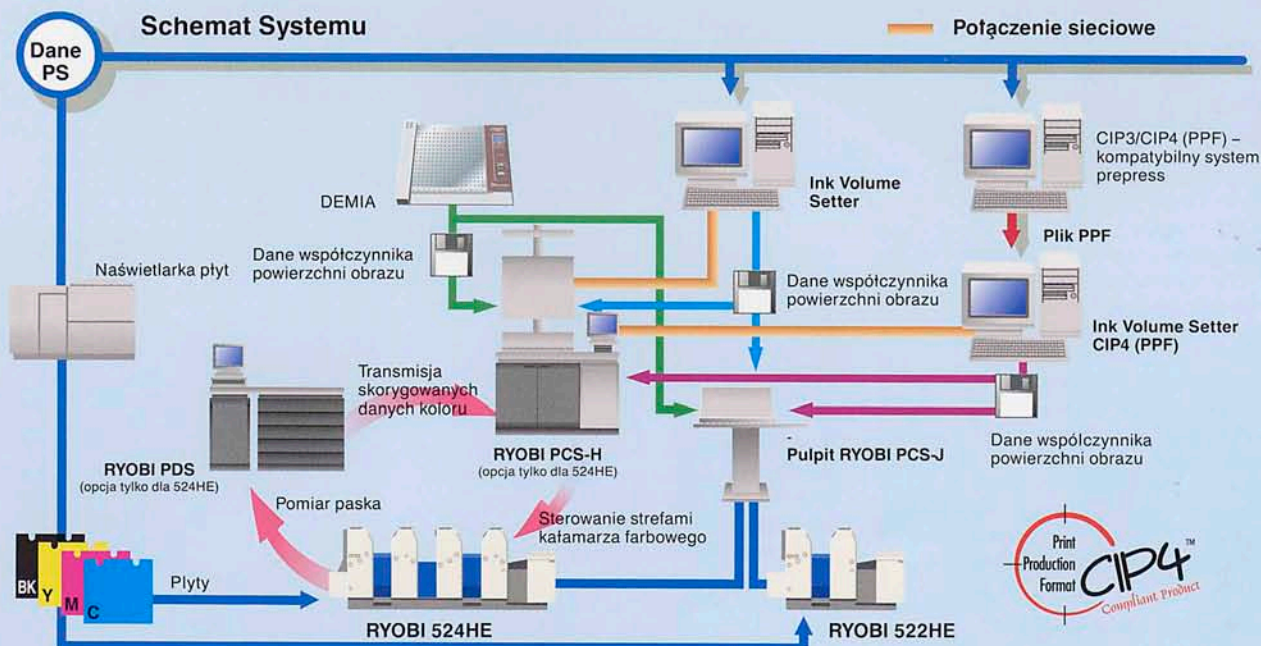 Schemat Systemu
Połączenie sieciowe
Dane
PS
CIP3/CIP4 (PPF) –
kompatybilny system
prepress
Ink Volume
Setter
DEMIA
Plik PPF
Dane współczynnika
powierzchni obrazu
Naświetlarka płyt
Dane współczynnika
powierzchni obrazu
Ink Volume Setter
CIP4 (PPF)
Transmisja
skorygowanych
danych koloru
RYOBI PDS
(opcja tylko dla 524HE)
RYOBI PCS-H
(opcja tylko dla 524HE)
Pulpit RYOBI PCS-J
Dane wspólczynnika
powierzchni obrazu
Pomiar paska
Sterowanie strefami
kałamarza farbowego
BK
Y
M
C
Plyty
RYOBI 524HE
RYOBI 522HE
Print
Production
Format
CIP4™
Compliant Product